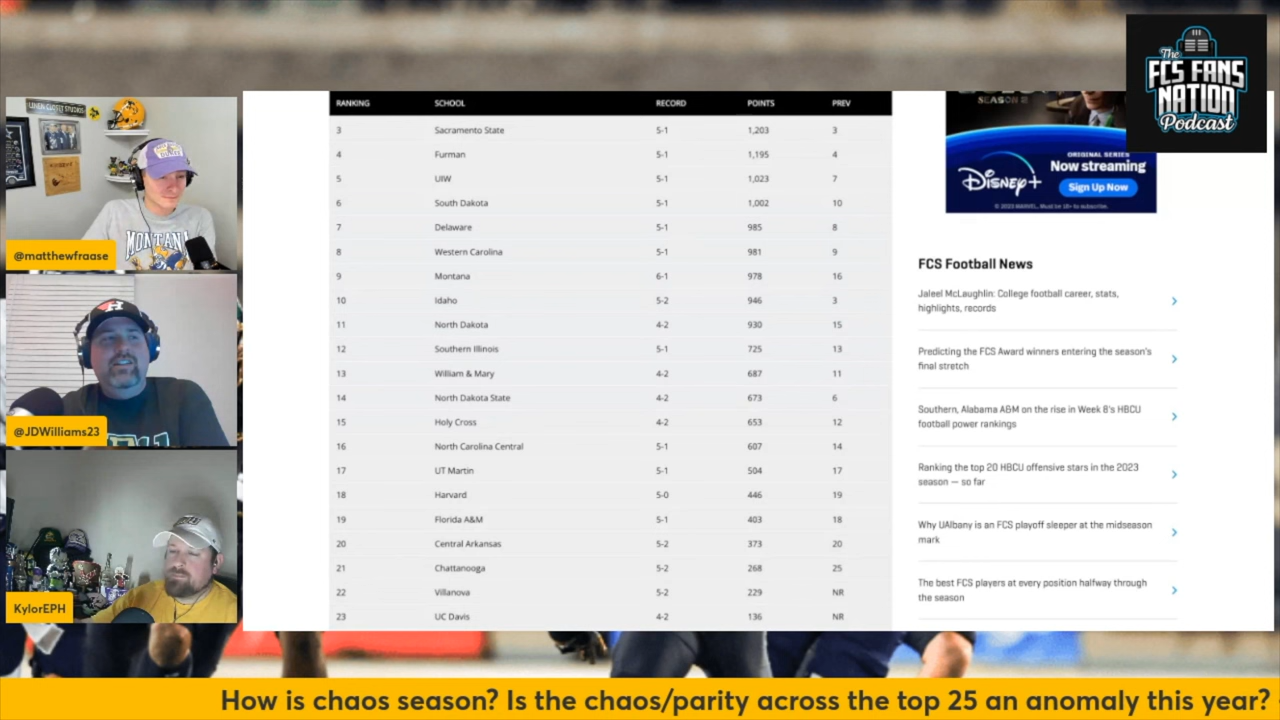 The
FCS FANS
NATION
Podcast
LINEN CLOSET STUDIOS
MONTANA
@matthewfraase
@JDWilliams23
KylorEPH
RANKING SCHOOL RECORD POINTS PREV
3 Sacramento State 5-1 1,203 3
4 Furman 5-1 1,195 4
5 UIW 5-1 1,023 7
6 South Dakota 5-1 1,002 10
7 Delaware 5-1 985 8
8 Western Carolina 5-1 981 9
9 Montana 6-1 978 16
10 Idaho 5-2 946 3
11 North Dakota 4-2 930 15
12 Southern Illinois 5-1 725 13
13 William & Mary 4-2 687 11
14 North Dakota State 4-2 673 6
15 Holy Cross 4-2 653 12
16 North Carolina Central 5-1 607 14
17 UT Martin 5-1 504 17
18 Harvard 5-0 446 19
19 Florida A&M 5-1 403 18
20 Central Arkansas 5-2 373 20
21 Chattanooga 5-2 268 25
22 Villanova 5-2 229 NR
23 UC Davis 4-2 136 NR
SEASON 2
ORIGINAL SERIES
Now streaming
Disney+
Sign Up Now
© 2023 MARVEL. Must be 18+ to subscribe.
FCS Football News
Jaleel McLaughlin: College football career, stats,
highlights, records
Predicting the FCS Award winners entering the season's
final stretch
Southern, Alabama A&M on the rise in Week 8's HBCU
football power rankings
Ranking the top 20 HBCU offensive stars in the 2023
season — so far
Why UAlbany is an FCS playoff sleeper at the midseason
mark
The best FCS players at every position halfway through
the season
How is chaos season? Is the chaos/parity across the top 25 an anomaly this year?